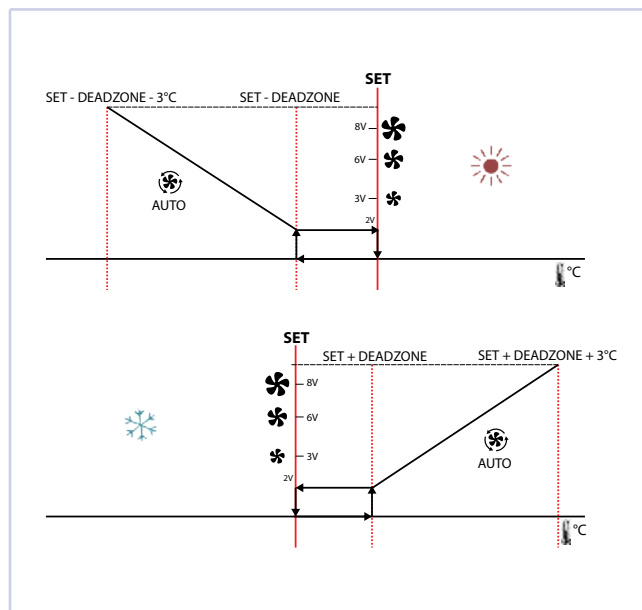 SET
SET - DEADZONE - 3°C
SET - DEADZONE
8V
6V
AUTO
3V
2V
°C
SET
SET + DEADZONE
SET + DEADZONE + 3°C
8V
6V
AUTO
3V
2V
°C